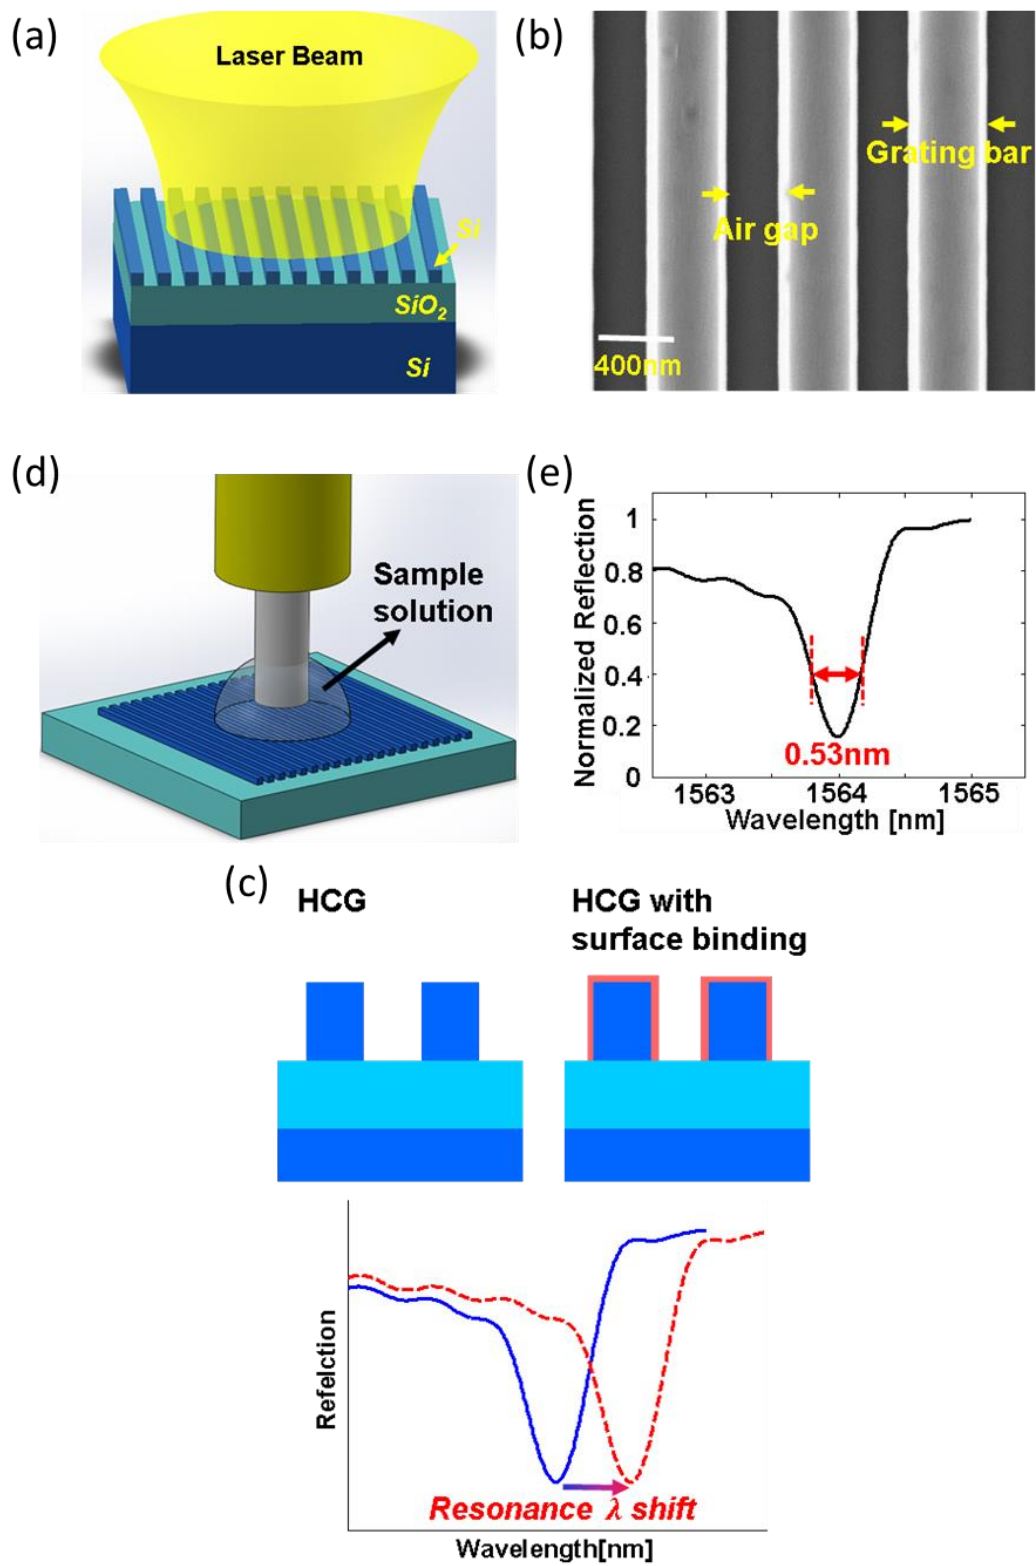 (a)
Laser Beam
Si
SiO2
Si
(b)
Grating bar
Air gap
400nm
(d)
Sample
solution
(e)
Normalized Reflection
1
0.8
0.6
0.4
0.2
0
0.53nm
1563 1564 1565
Wavelength [nm]
(c)
HCG
HCG with
surface binding
Refelction
Resonance λ shift
Wavelength[nm]